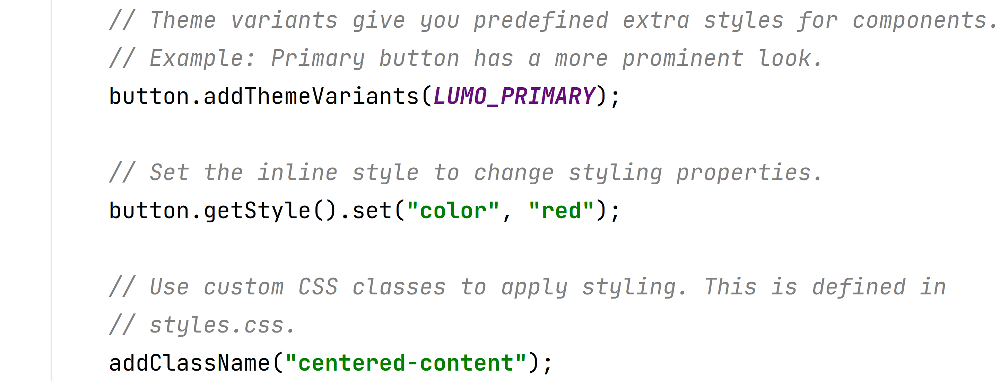 // Theme variants give you predefined extra styles for components.
// Example: Primary button has a more prominent look.
button.addThemeVariants(LUMO_PRIMARY);
// Set the inline style to change styling properties.
button.getStyle().set("color", "red");
// Use custom CSS classes to apply styling. This is defined in
// styles.css.
addClassName("centered-content");